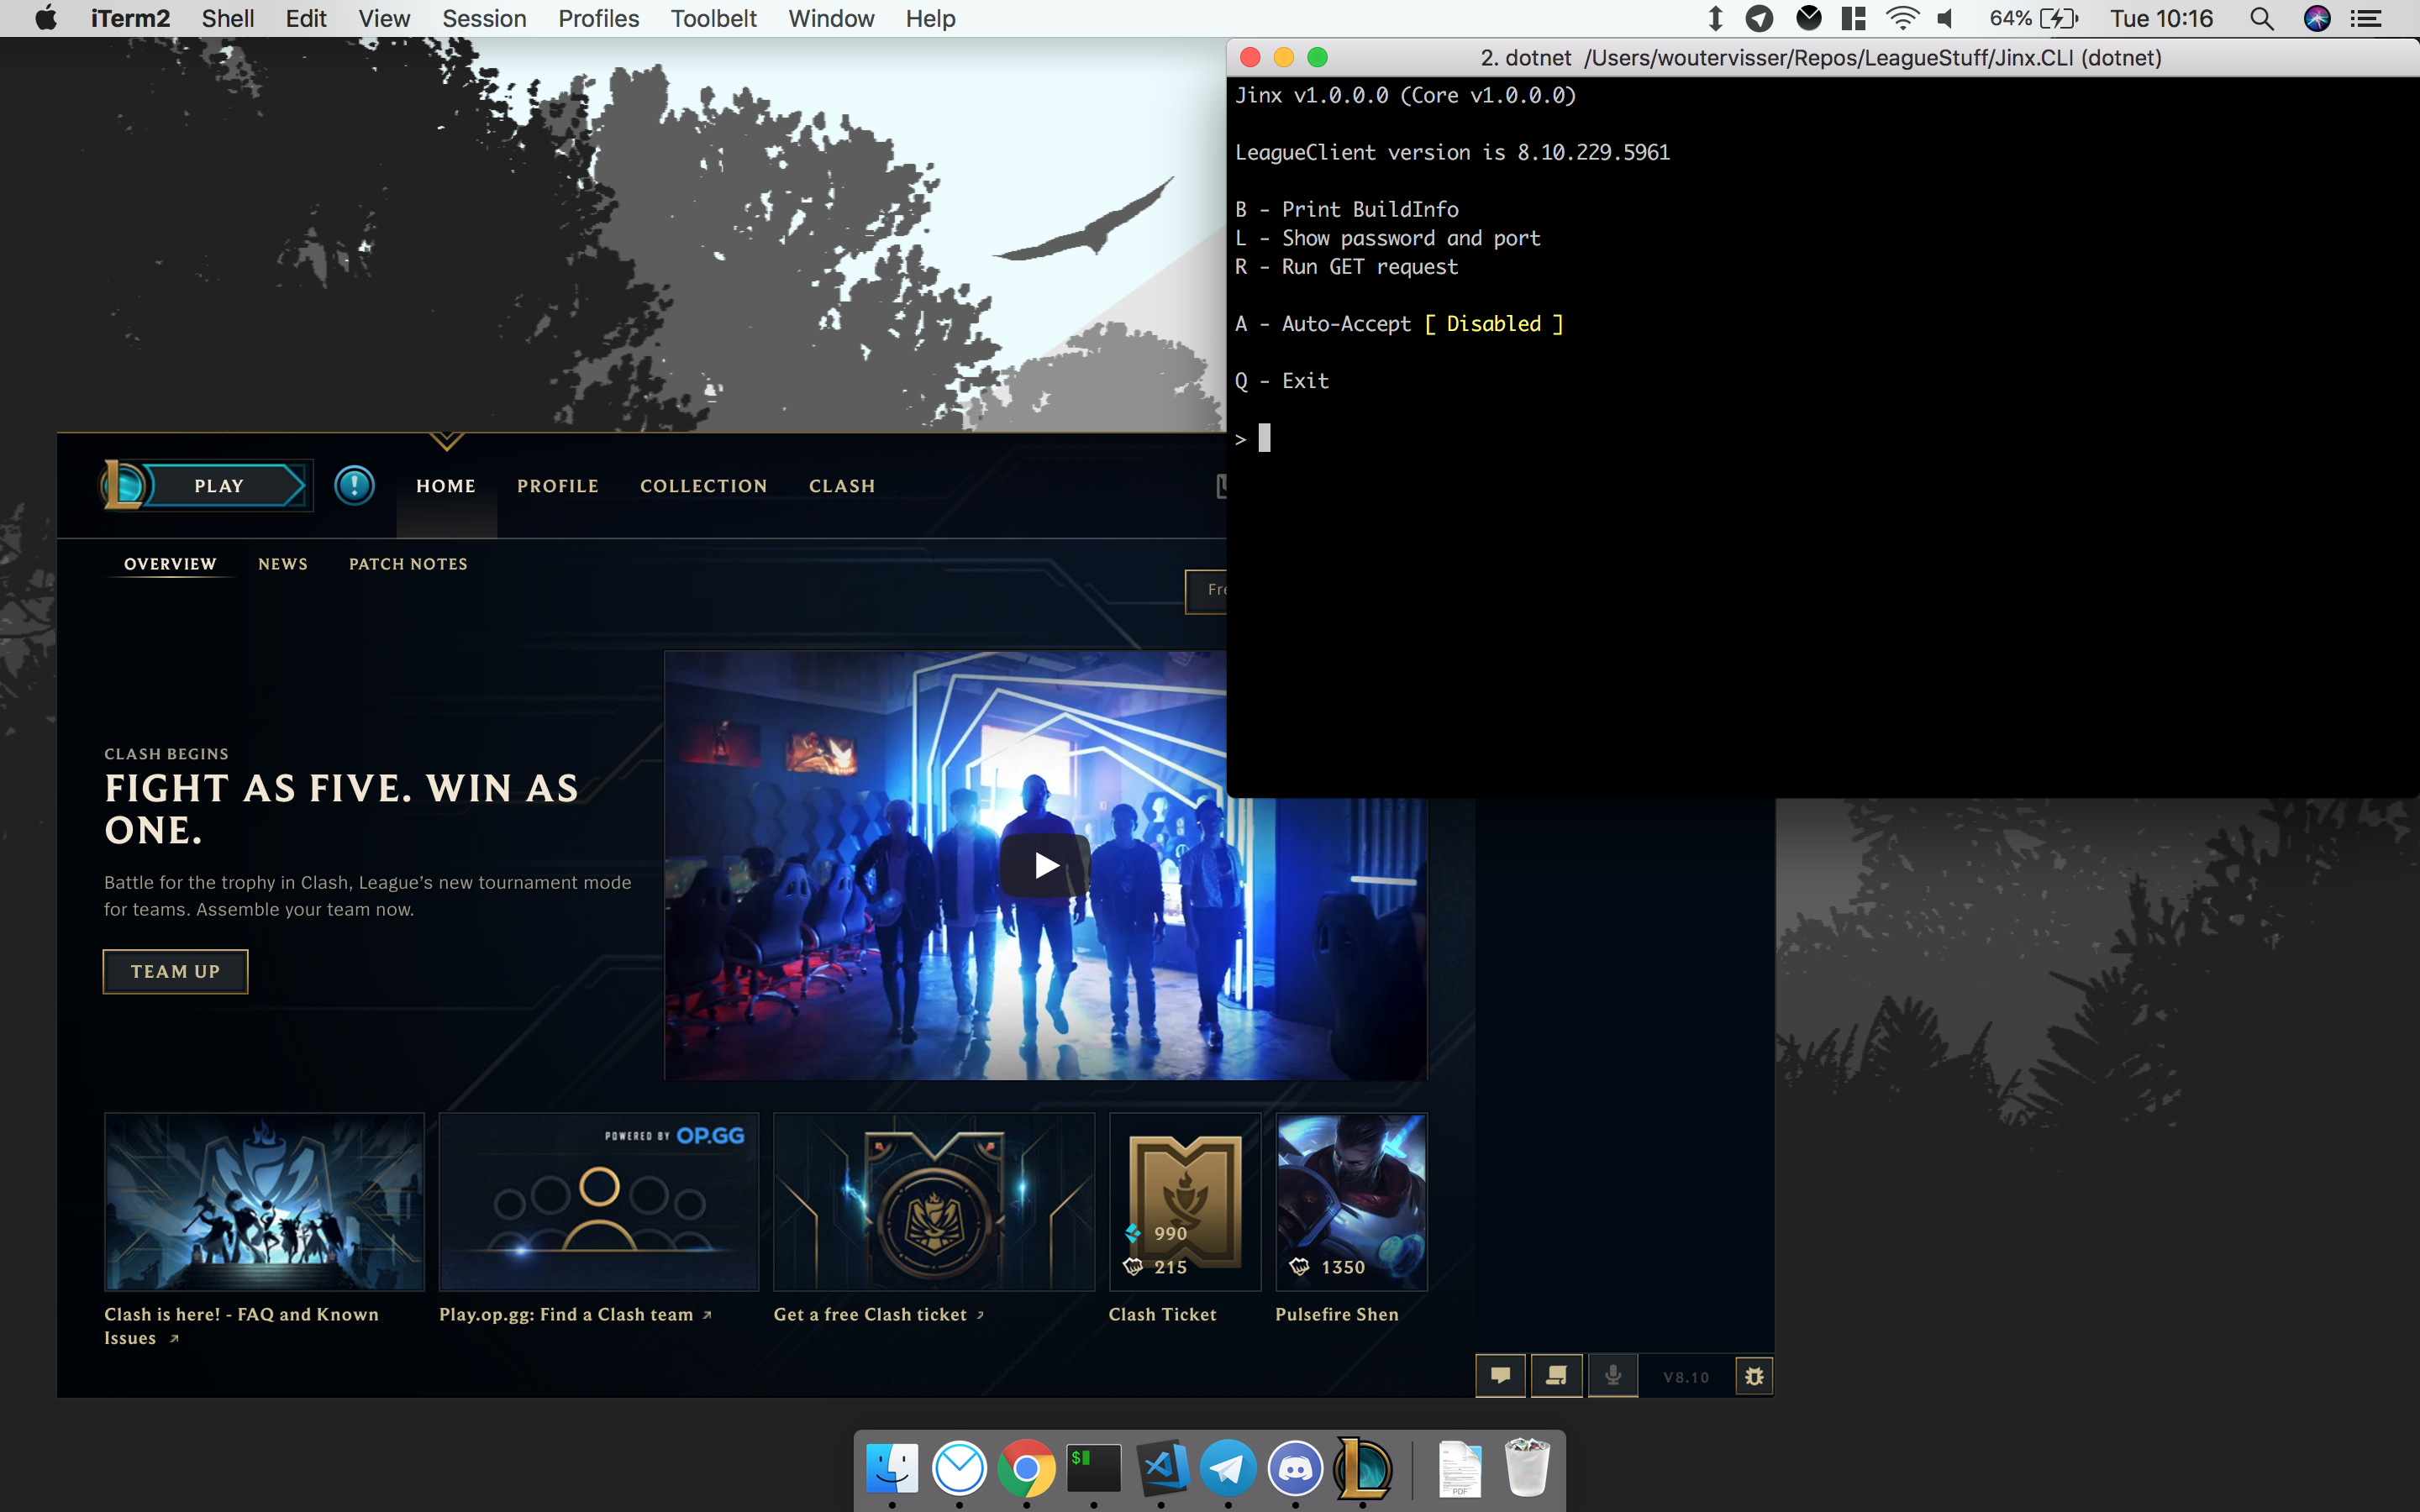 iTerm2 Shell Edit View Session Profiles Toolbelt Window Help
64% Tue 10:16
2. dotnet /Users/woutervisser/Repos/LeagueStuff/Jinx.CLI (dotnet)
Jinx v1.0.0.0 (Core v1.0.0.0)
LeagueClient version is 8.10.229.5961
B - Print BuildInfo
L - Show password and port
R - Run GET request
A - Auto-Accept [ Disabled ]
Q - Exit
>
PLAY HOME PROFILE COLLECTION CLASH
OVERVIEW NEWS PATCH NOTES
CLASH BEGINS
FIGHT AS FIVE. WIN AS
ONE.
Battle for the trophy in Clash, League's new tournament mode
for teams. Assemble your team now.
TEAM UP
POWERED BY OP.GG
990
215
1350
Clash is here! - FAQ and Known
Issues
Play.op.gg: Find a Clash team
Get a free Clash ticket
Clash Ticket
Pulsefire Shen
V8.10
$
PDF